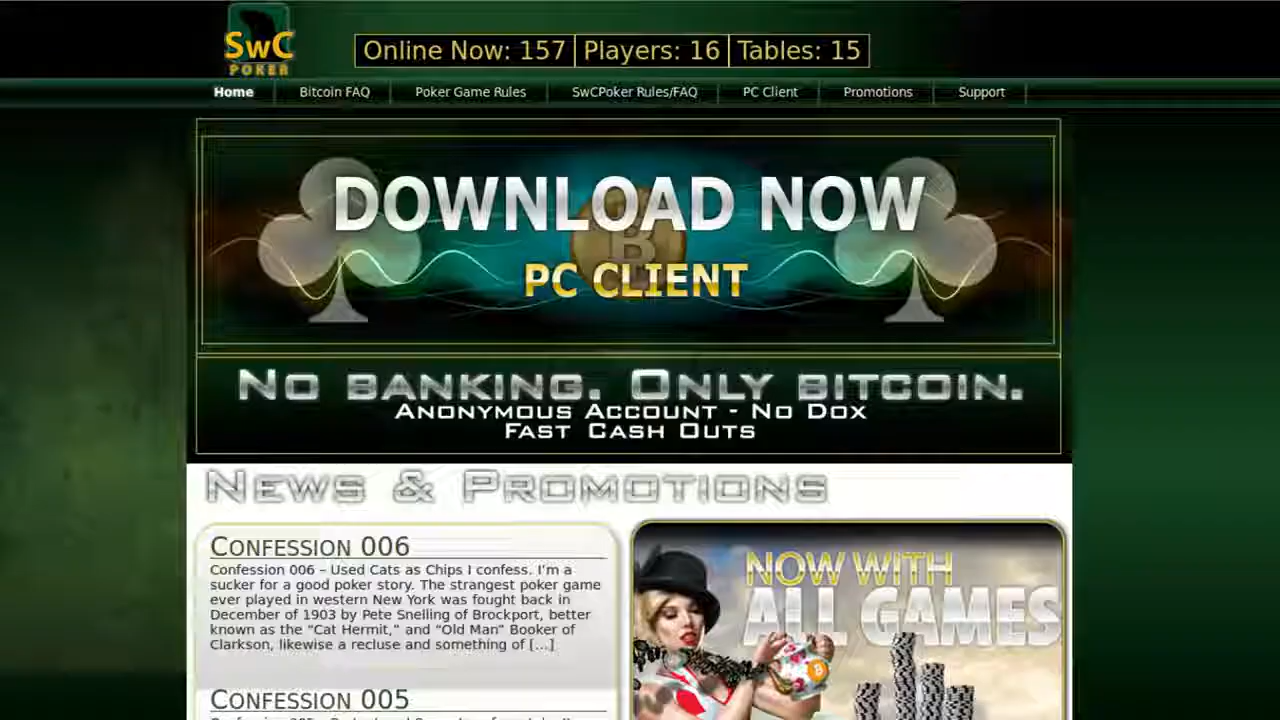 SwC
POKER
Online Now: 157 Players: 16 Tables: 15
Home Bitcoin FAQ Poker Game Rules SwCPoker Rules/FAQ PC Client Promotions Support
DOWNLOAD NOW
PC CLIENT
No banking. Only bitcoin.
Anonymous Account - No Dox
Fast Cash Outs
News & Promotions
Confession 006
Confession 006 – Used Cats as Chips I confess. I'm a
sucker for a good poker story. The strangest poker game
ever played in western New York was fought back in
December of 1903 by Pete Snelling of Brockport, better
known as the “Cat Hermit,” and “Old Man” Booker of
Clarkson, likewise a recluse and something of [...]
NOW WITH
ALL GAMES
Confession 005